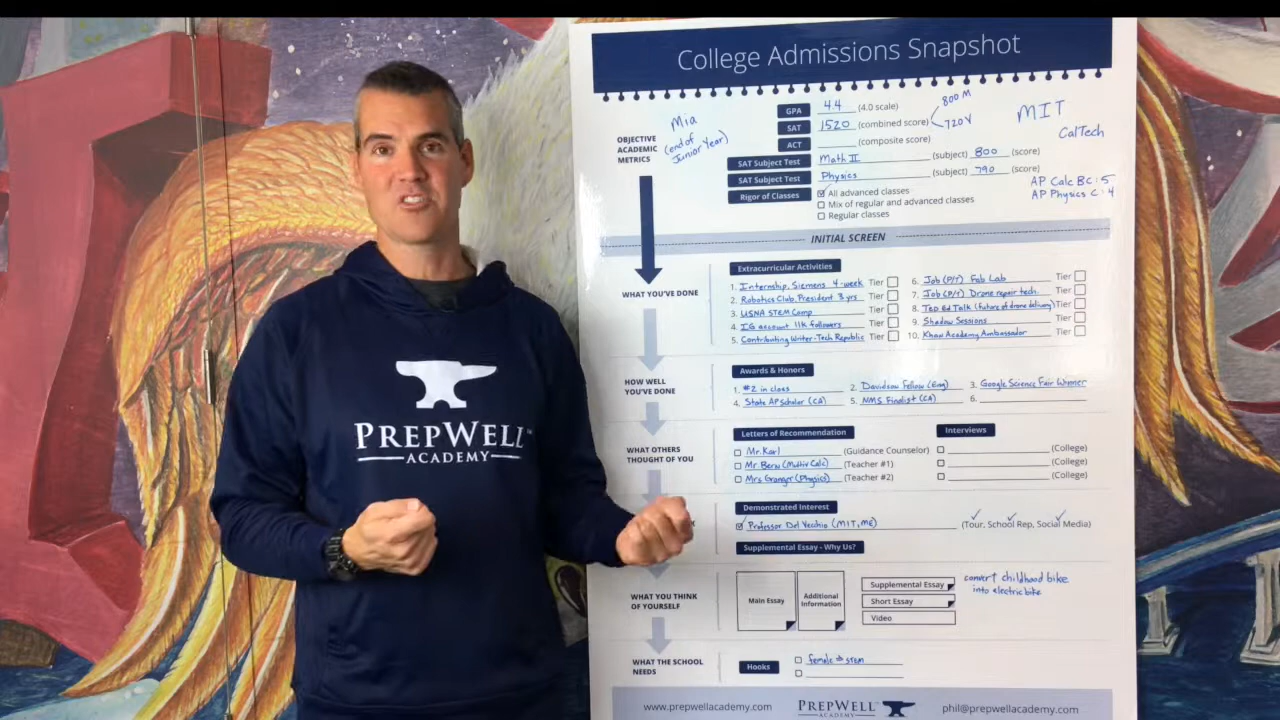 College Admissions Snapshot
Mia
(end of
Junior Year)
OBJECTIVE
ACADEMIC
METRICS
GPA 4.4 (4.0 scale)
SAT 1520 (combined score)
800 M
720 V
ACT (composite score)
SAT Subject Test Math II (subject) 800 (score)
SAT Subject Test Physics (subject) 790 (score)
Rigor of Classes All advanced classes
Mix of regular and advanced classes
Regular classes
MIT
CalTech
AP Calc BC: 5
AP Physics C: 4
INITIAL SCREEN
WHAT YOU'VE DONE
Extracurricular Activities
1. Internship, Siemens 4-week Tier
2. Robotics Club, President 3 yrs Tier
3. USNA STEM Camp Tier
4. IG account 11k followers Tier
5. Contributing Writer-Tech Republic Tier
6. Job (P/T) Fab Lab Tier
7. Job (P/T) Drone repair tech. Tier
8. TED Ed Talk (future of drone delivery) Tier
9. Shadow Sessions Tier
10. Khan Academy Ambassador Tier
HOW WELL
YOU'VE DONE
Awards & Honors
1. #2 in class 2. Davidson Fellow (Eng) 3. Google Science Fair Winner
4. State AP Scholar (CA) 5. NMS Finalist (CA) 6.
WHAT OTHERS
THOUGHT OF YOU
Letters of Recommendation
Mr. Karl (Guidance Counselor)
(Teacher #1)
Mrs Granger (Physics) (Teacher #2)
Interviews
(College)
(College)
(College)
Demonstrated Interest
Professor Del Vecchio (MIT, ME) (Tour, School Rep, Social Media)
Supplemental Essay - Why Us?
WHAT YOU THINK
OF YOURSELF
Main Essay
Additional
Information
Supplemental Essay
Short Essay
Video
convert childhood bike
into electric bike
WHAT THE SCHOOL
NEEDS
Hooks
female → stem
www.prepwellacademy.com
PREPWELL
ACADEMY
phil@prepwellacademy.com
PREPWELL™
ACADEMY